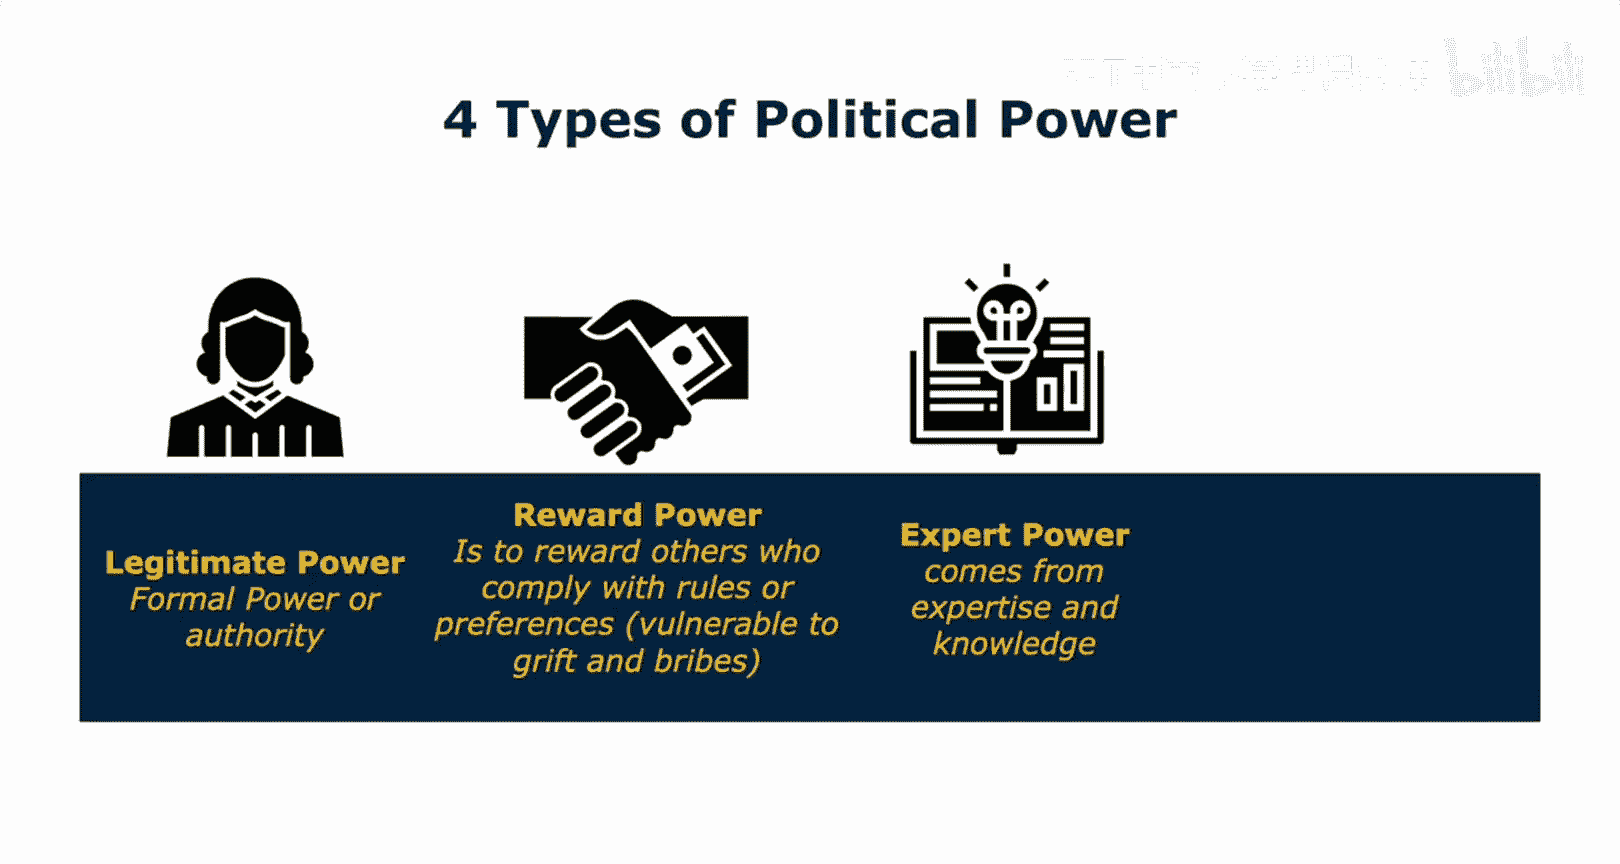 bilibili
4 Types of Political Power
Legitimate Power
Formal Power or
authority
Reward Power
Is to reward others who
comply with rules or
preferences (vulnerable to
grift and bribes)
Expert Power
comes from
expertise and
knowledge